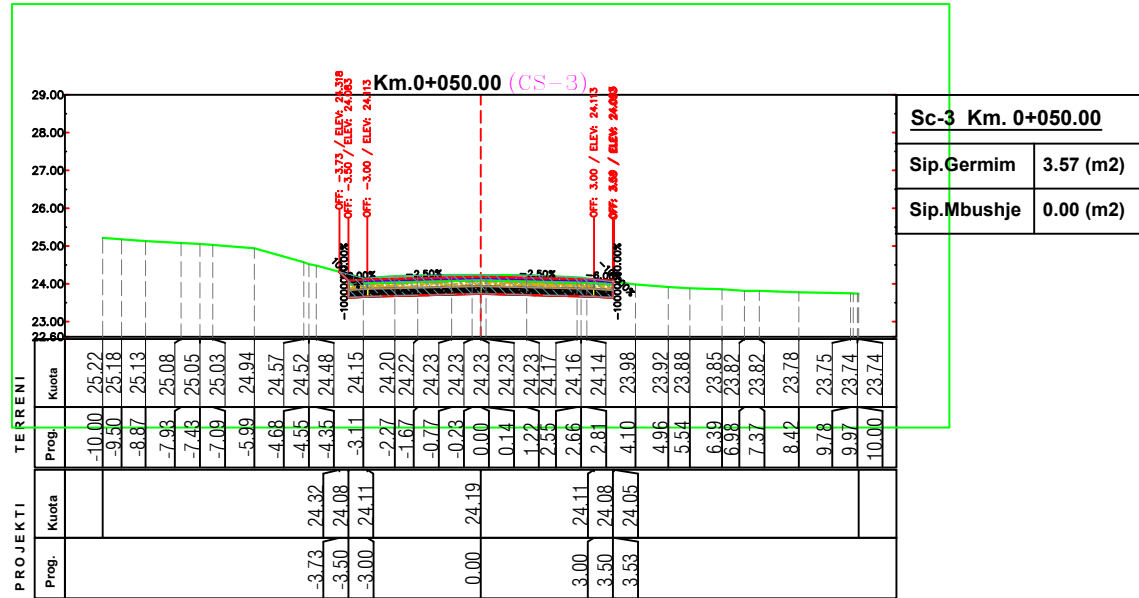 Km.0+050.00 (CS-3)
OFF: -3.73 / ELEV: 24.318
OFF: -3.50 / ELEV: 24.083
OFF: -3.00 / ELEV: 24.113
OFF: 3.00 / ELEV: 24.113
29.00
28.00
27.00
26.00
25.00
24.00
23.00
22.60
-2.50% -2.50%
Sc-3 Km. 0+050.00
Sip.Germim 3.57 (m2)
Sip.Mbushje 0.00 (m2)
TERRENI
Kuota 25.22 25.18 25.13 25.08 25.05 25.03 24.94 24.57 24.52 24.48 24.15 24.20 24.22 24.23 24.23 24.23 24.23 24.23 24.17 24.16 24.14 23.98 23.92 23.88 23.85 23.82 23.82 23.78 23.75 23.74 23.74
Prog. -10.00 -9.50 -8.87 -7.93 -7.43 -7.09 -5.99 -4.68 -4.55 -4.35 -3.11 -2.27 -1.67 -0.77 -0.23 0.00 0.14 1.22 2.55 2.66 2.81 4.10 4.96 5.54 6.39 6.98 7.37 8.42 9.78 9.97 10.00
PROJEKTI
Kuota 24.32 24.08 24.11 24.19 24.11 24.08 24.05
Prog. -3.73 -3.50 -3.00 0.00 3.00 3.50 3.53